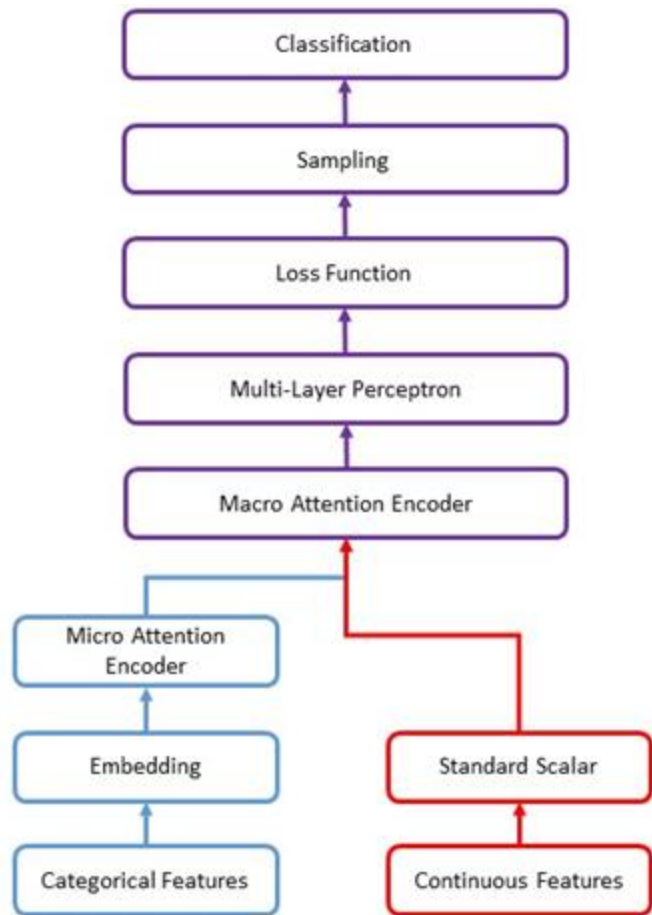 Classification
Sampling
Loss Function
Multi-Layer Perceptron
Macro Attention Encoder
Micro Attention
Encoder
Embedding
Standard Scalar
Categorical Features
Continuous Features